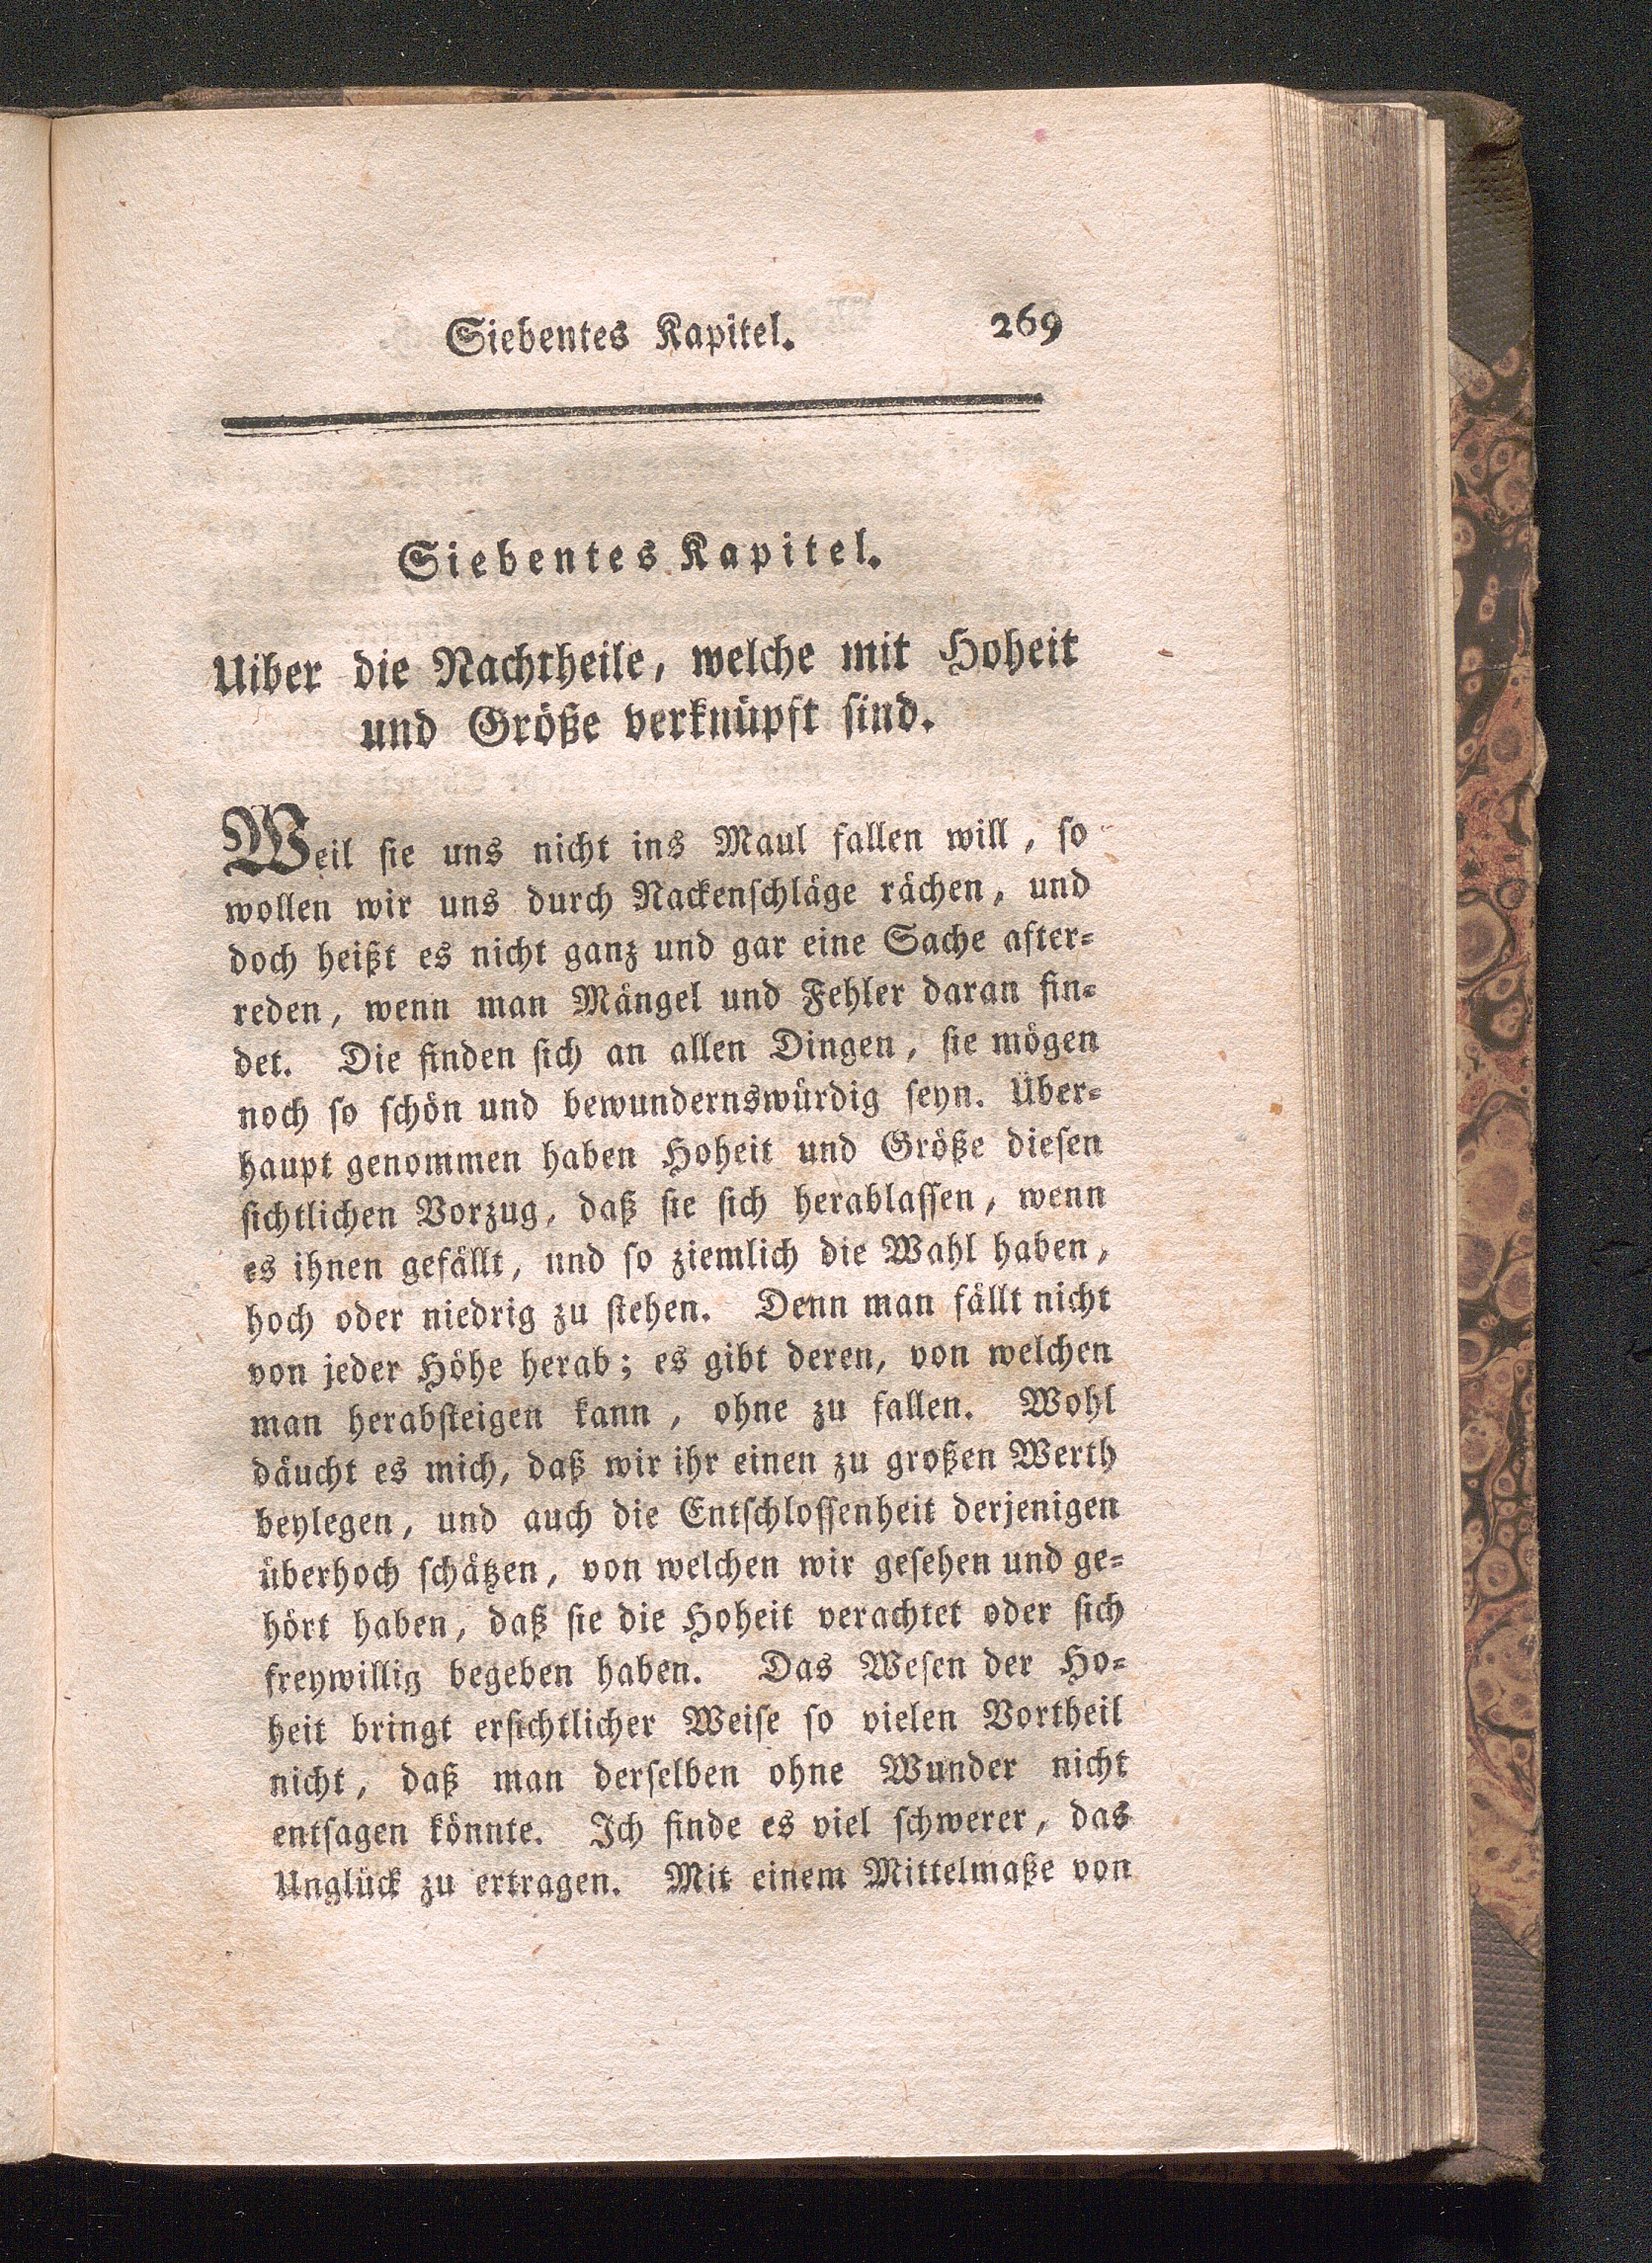 Siebentes Kapitel. 269
Siebentes Kapitel.
Uiber die Nachtheile, welche mit Hoheit
und Größe verknüpft sind.
Weil sie uns nicht ins Maul fallen will, so
wollen wir uns durch Nackenschläge rächen, und
doch heißt es nicht ganz und gar eine Sache after-
reden, wenn man Mängel und Fehler daran fin-
det. Die finden sich an allen Dingen, sie mögen
noch so schön und bewundernswürdig seyn. Über-
haupt genommen haben Hoheit und Größe diesen
sichtlichen Vorzug, daß sie sich herablassen, wenn
es ihnen gefällt, und so ziemlich die Wahl haben,
hoch oder niedrig zu stehen. Denn man fällt nicht
von jeder Höhe herab; es gibt deren, von welchen
man herabsteigen kann, ohne zu fallen. Wohl
däucht es mich, daß wir ihr einen zu großen Werth
beylegen, und auch die Entschlossenheit derjenigen
überhoch schätzen, von welchen wir gesehen und ge-
hört haben, daß sie die Hoheit verachtet oder sich
freywillig begeben haben. Das Wesen der Ho-
heit bringt ersichtlicher Weise so vielen Vortheil
nicht, daß man derselben ohne Wunder nicht
entsagen könnte. Ich finde es viel schwerer, das
Unglück zu ertragen. Mit einem Mittelmaße von